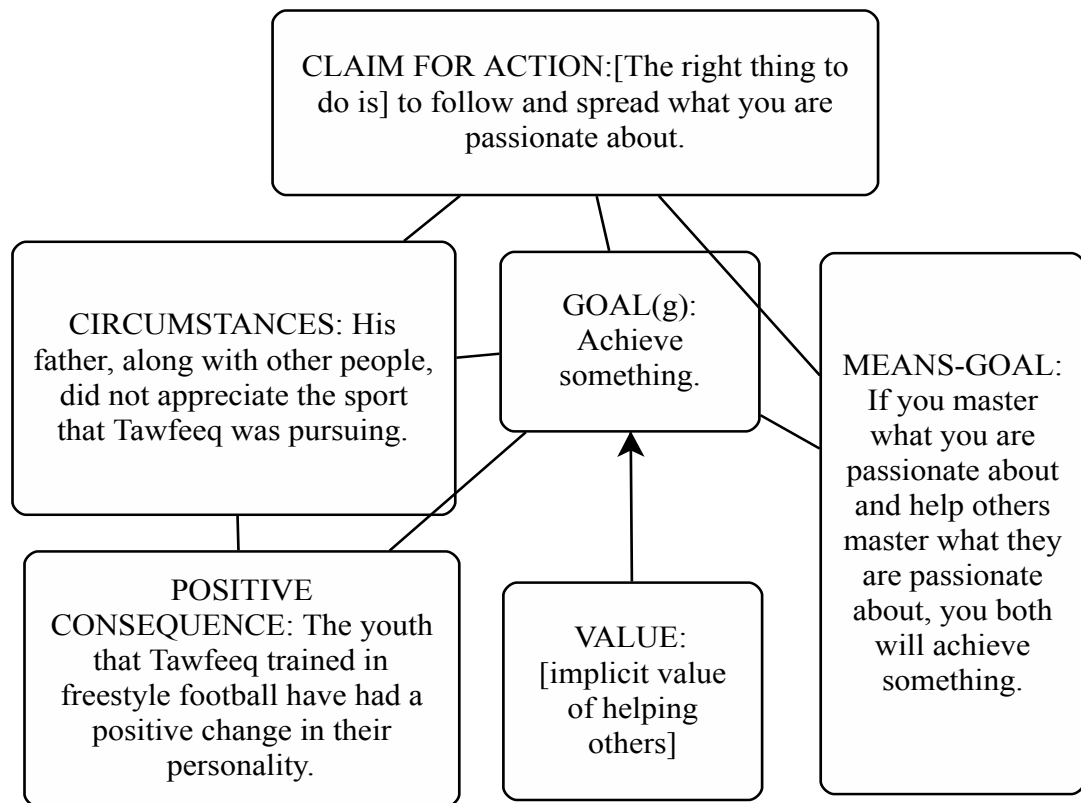 CLAIM FOR ACTION:[The right thing to
do is] to follow and spread what you are
passionate about.
CIRCUMSTANCES: His
father, along with other people,
did not appreciate the sport
that Tawfeeq was pursuing.
GOAL(g):
Achieve
something.
MEANS-GOAL:
If you master
what you are
passionate about
and help others
master what they
are passionate
about, you both
will achieve
something.
POSITIVE
CONSEQUENCE: The youth
that Tawfeeq trained in
freestyle football have had a
positive change in their
personality.
VALUE:
[implicit value
of helping
others]